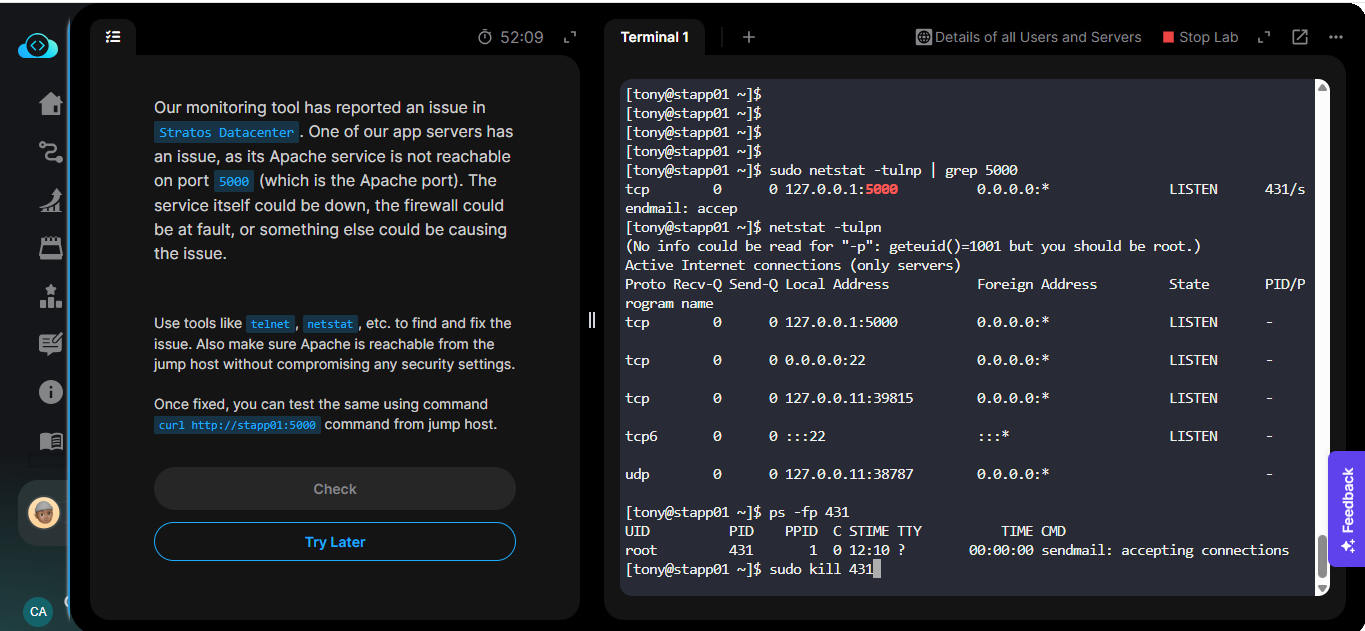 52:09
Our monitoring tool has reported an issue in
Stratos Datacenter. One of our app servers has
an issue, as its Apache service is not reachable
on port 5000 (which is the Apache port). The
service itself could be down, the firewall could
be at fault, or something else could be causing
the issue.
Use tools like telnet, netstat, etc. to find and fix the
issue. Also make sure Apache is reachable from the
jump host without compromising any security settings.
Once fixed, you can test the same using command
curl http://stapp01:5000 command from jump host.
Check
Try Later
CA
Terminal 1
+
Details of all Users and Servers
Stop Lab
[tony@stapp01 ~]$
[tony@stapp01 ~]$
[tony@stapp01 ~]$
[tony@stapp01 ~]$
[tony@stapp01 ~]$ sudo netstat -tulnp | grep 5000
tcp        0      0 127.0.0.1:5000          0.0.0.0:*               LISTEN      431/s
endmail: accep
[tony@stapp01 ~]$ netstat -tulpn
(No info could be read for "-p": geteuid()=1001 but you should be root.)
Active Internet connections (only servers)
Proto Recv-Q Send-Q Local Address           Foreign Address         State       PID/P
rogram name
tcp        0      0 127.0.0.1:5000          0.0.0.0:*               LISTEN      -
tcp        0      0 0.0.0.0:22              0.0.0.0:*               LISTEN      -
tcp        0      0 127.0.0.11:39815        0.0.0.0:*               LISTEN      -
tcp6       0      0 :::22                   :::*                    LISTEN      -
udp        0      0 127.0.0.11:38787        0.0.0.0:*                           -
[tony@stapp01 ~]$ ps -fp 431
UID          PID    PPID  C STIME TTY          TIME CMD
root         431       1  0 12:10 ?        00:00:00 sendmail: accepting connections
[tony@stapp01 ~]$ sudo kill 431
Feedback